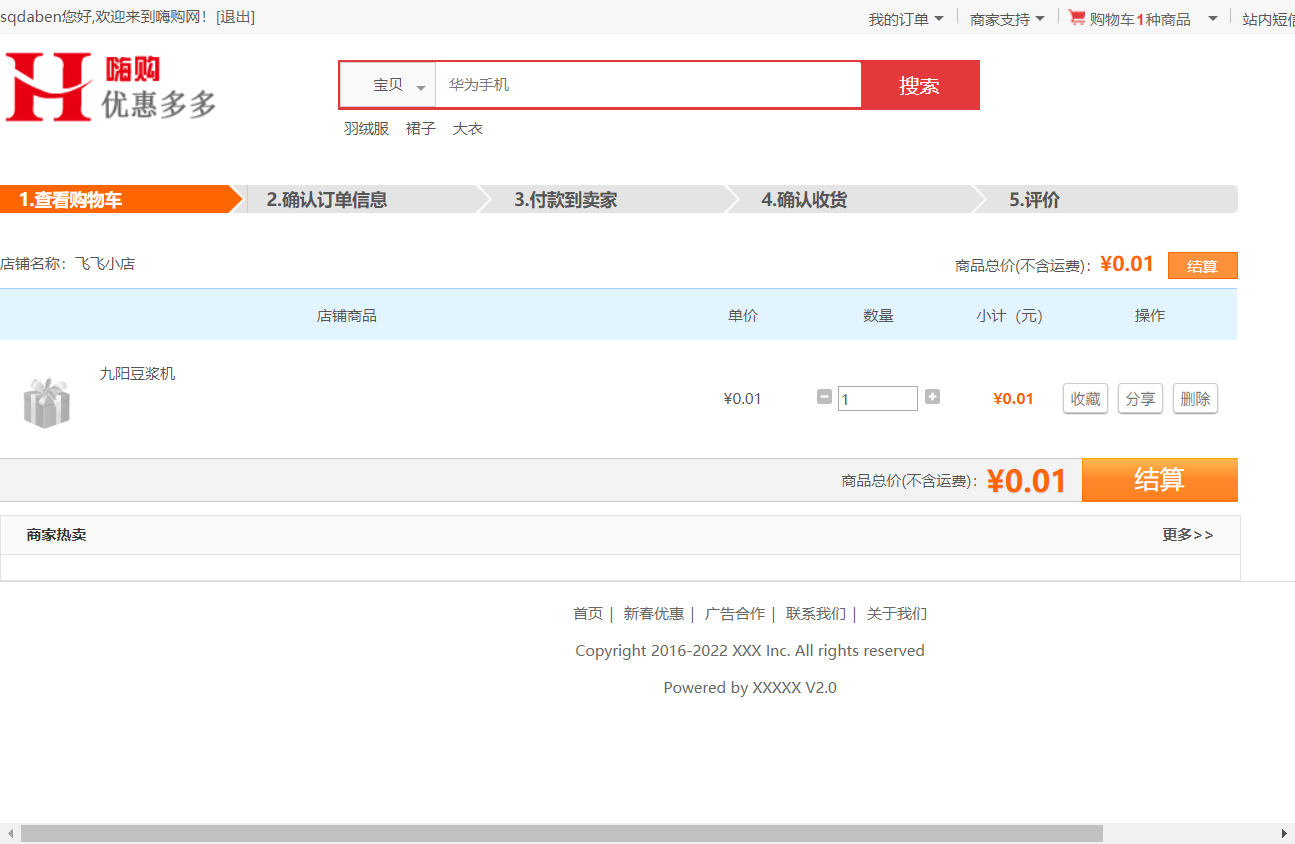 sqdaben您好,欢迎来到嗨购网！[退出]
我的订单
商家支持
购物车1种商品
站内短信
嗨购
优惠多多
宝贝
华为手机
搜索
羽绒服 裙子 大衣
1.查看购物车
2.确认订单信息
3.付款到卖家
4.确认收货
5.评价
店铺名称：飞飞小店
商品总价(不含运费)：¥0.01
结算
店铺商品
单价
数量
小计（元）
操作
九阳豆浆机
¥0.01
1
¥0.01
收藏
分享
删除
商品总价(不含运费)：¥0.01
结算
商家热卖
更多>>
首页 | 新春优惠 | 广告合作 | 联系我们 | 关于我们
Copyright 2016-2022 XXX Inc. All rights reserved
Powered by XXXXX V2.0